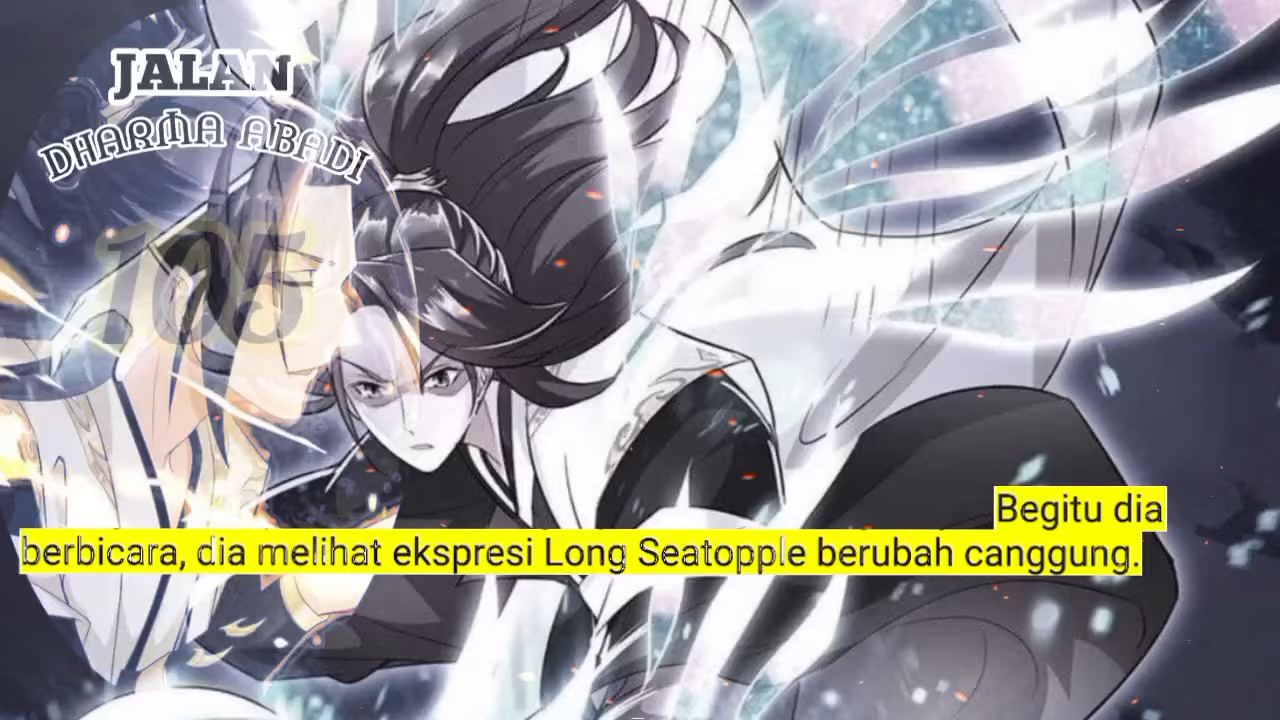 JALAN
DHARMA ABADI
105
Begitu dia
berbicara, dia melihat ekspresi Long Seatopple berubah canggung.